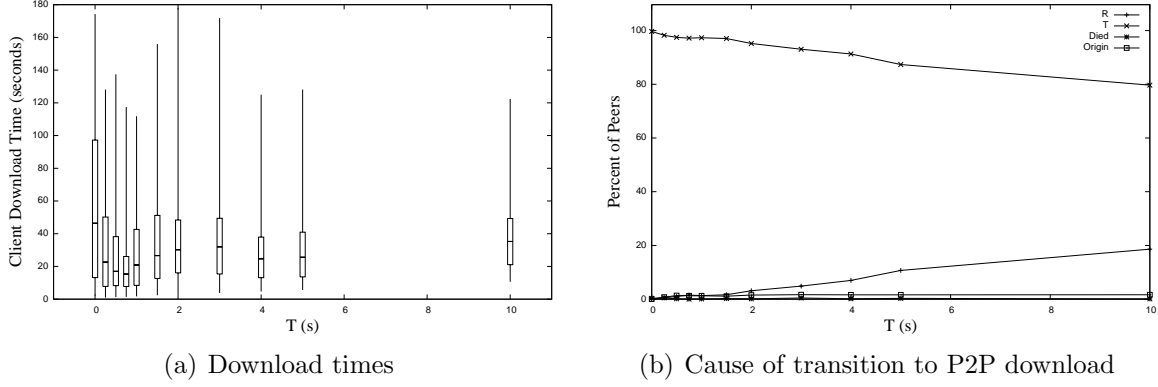 180
160
140
120
100
80
60
40
20
0
0 2 4 6 8 10
Client Download Time (seconds)
T (s)
(a) Download times
100
80
60
40
20
0
0 2 4 6 8 10
Percent of Peers
T (s)
R
T
Died
Origin
(b) Cause of transition to P2P download